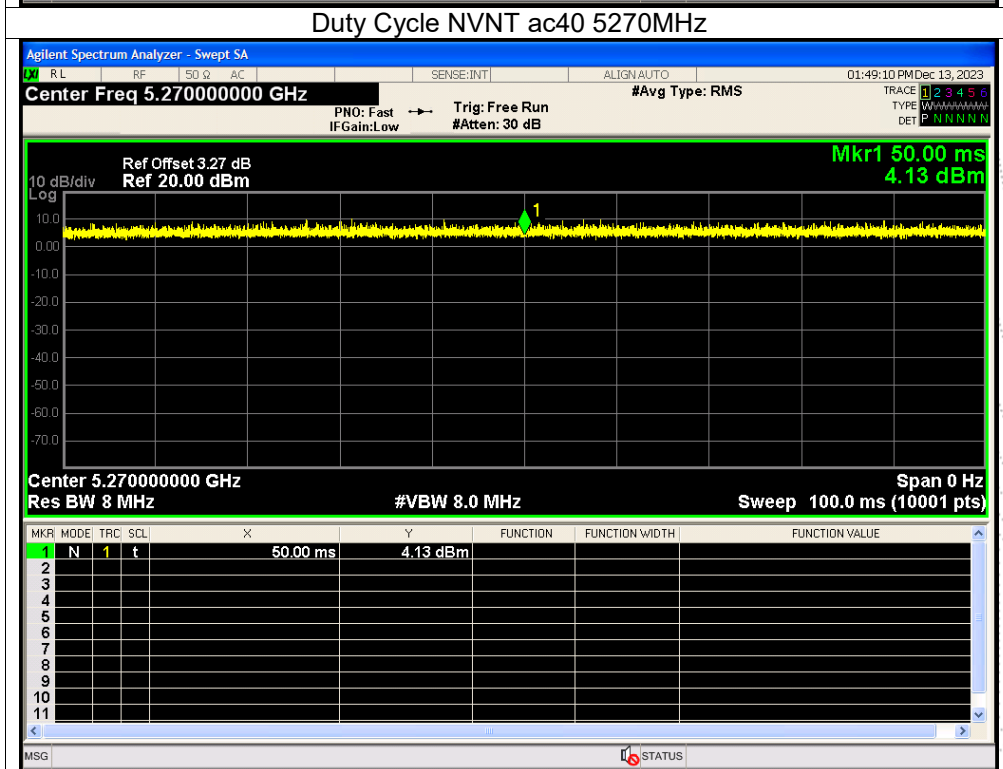 Duty Cycle NVNT ac40 5270MHz
Agilent Spectrum Analyzer - Swept SA
LXI RL RF 50 Ω AC SENSE:INT ALIGN AUTO 01:49:10 PM Dec 13, 2023
Center Freq 5.270000000 GHz #Avg Type: RMS TRACE 1 2 3 4 5 6
PNO: Fast Trig: Free Run TYPE WWWWWW
IFGain:Low #Atten: 30 dB DET P N N N N N
Mkr1 50.00 ms
4.13 dBm
Ref Offset 3.27 dB
10 dB/div Ref 20.00 dBm
Log
1
10.0
0.00
-10.0
-20.0
-30.0
-40.0
-50.0
-60.0
-70.0
Center 5.270000000 GHz Span 0 Hz
Res BW 8 MHz #VBW 8.0 MHz Sweep 100.0 ms (10001 pts)
MKR MODE TRC SCL X Y FUNCTION FUNCTION WIDTH FUNCTION VALUE
1 N 1 t 50.00 ms 4.13 dBm
2
3
4
5
6
7
8
9
10
11
MSG STATUS